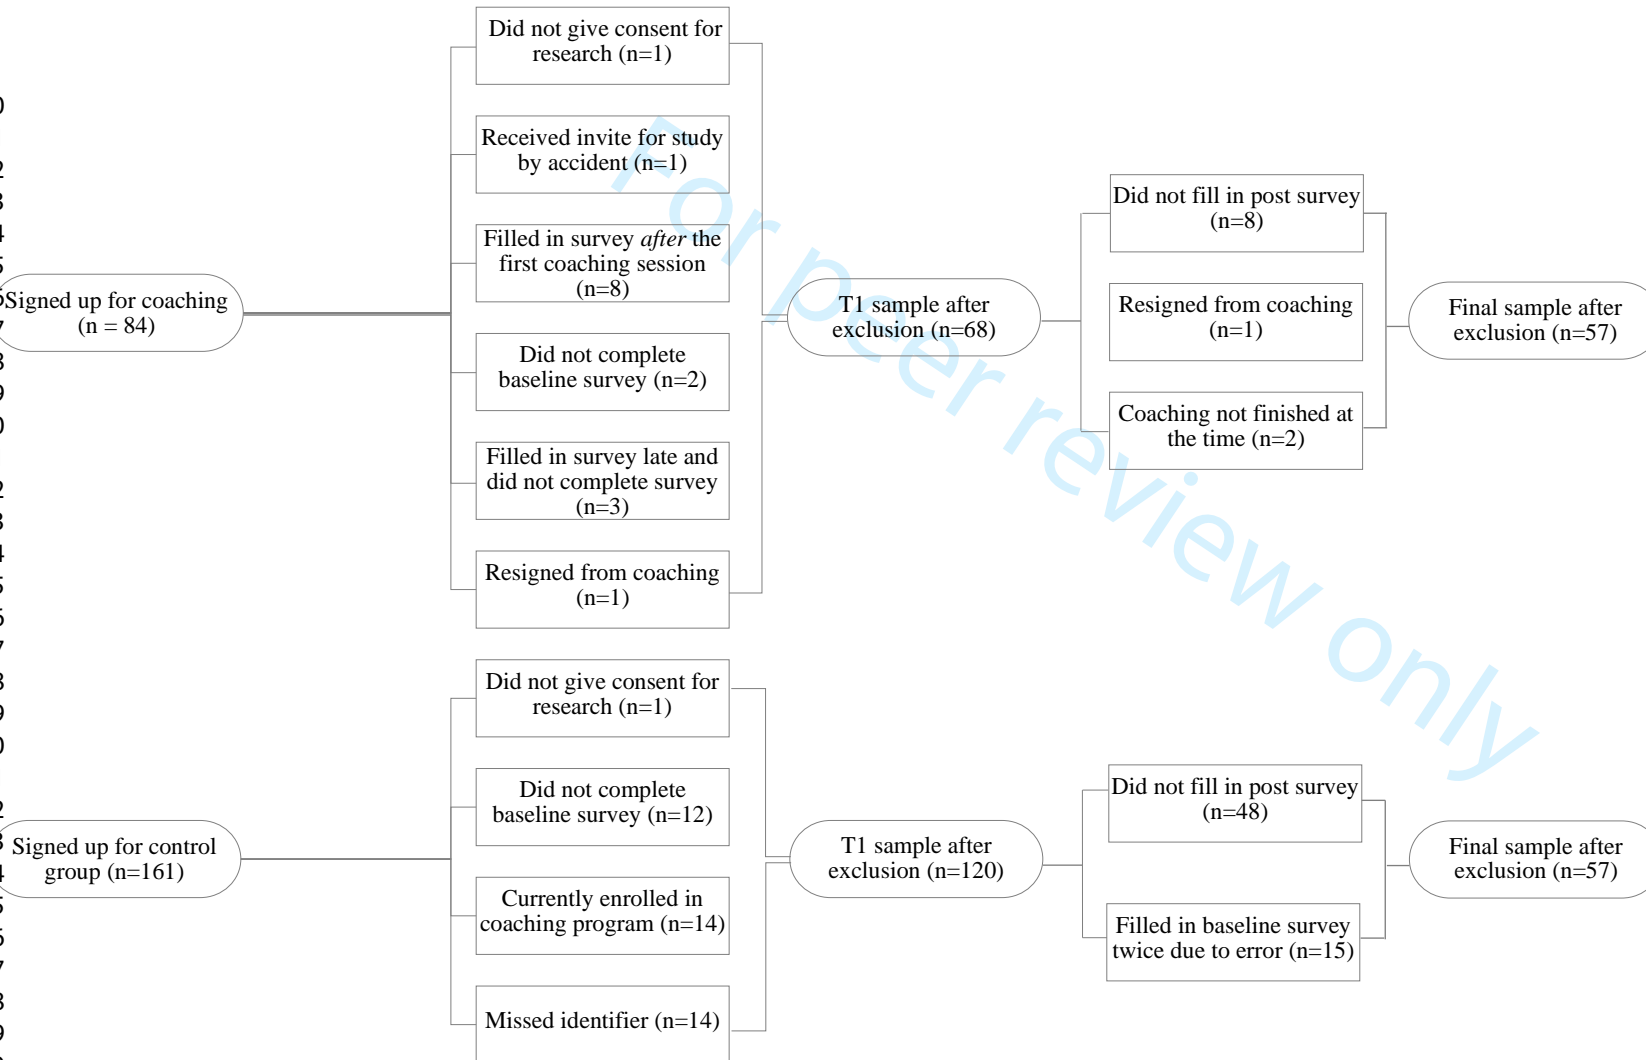 Did not give consent for
research (n=1)
Received invite for study
by accident (n=1)
Filled in survey after the
first coaching session
(n=8)
Signed up for coaching
(n = 84)
Did not complete
baseline survey (n=2)
Filled in survey late and
did not complete survey
(n=3)
Resigned from coaching
(n=1)
T1 sample after
exclusion (n=68)
Did not fill in post survey
(n=8)
Resigned from coaching
(n=1)
Coaching not finished at
the time (n=2)
Final sample after
exclusion (n=57)
Signed up for control
group (n=161)
Did not give consent for
research (n=1)
Did not complete
baseline survey (n=12)
Currently enrolled in
coaching program (n=14)
Missed identifier (n=14)
T1 sample after
exclusion (n=120)
Did not fill in post survey
(n=48)
Filled in baseline survey
twice due to error (n=15)
Final sample after
exclusion (n=57)
For peer review only